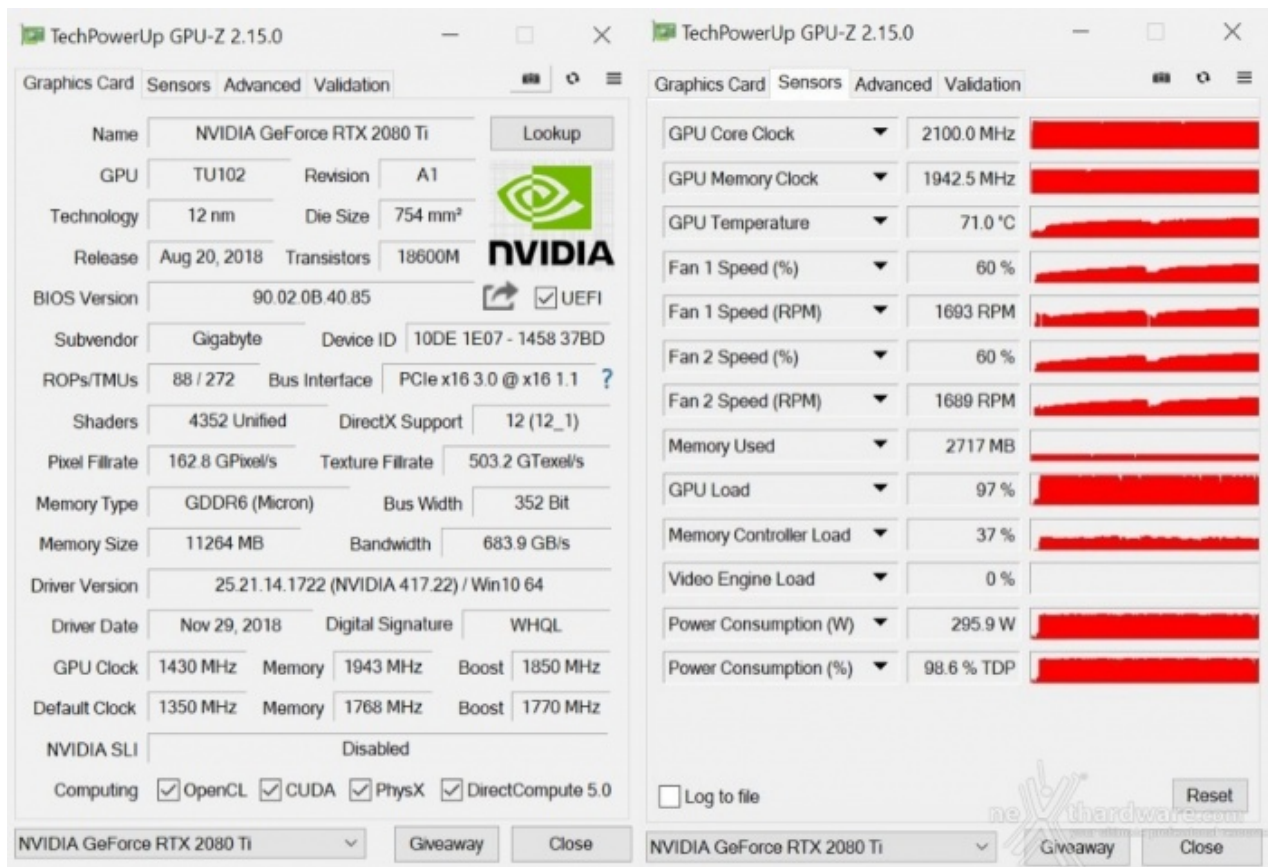 TechPowerUp GPU-Z 2.15.0
Graphics Card Sensors Advanced Validation
Name NVIDIA GeForce RTX 2080 Ti Lookup
GPU TU102 Revision A1
Technology 12 nm Die Size 754 mm²
Release Aug 20, 2018 Transistors 18600M
NVIDIA
BIOS Version 90.02.0B.40.85 UEFI
Subvendor Gigabyte Device ID 10DE 1E07 - 1458 37BD
ROPs/TMUs 88 / 272 Bus Interface PCIe x16 3.0 @ x16 1.1 ?
Shaders 4352 Unified DirectX Support 12 (12_1)
Pixel Fillrate 162.8 GPixel/s Texture Fillrate 503.2 GTexel/s
Memory Type GDDR6 (Micron) Bus Width 352 Bit
Memory Size 11264 MB Bandwidth 683.9 GB/s
Driver Version 25.21.14.1722 (NVIDIA 417.22) / Win10 64
Driver Date Nov 29, 2018 Digital Signature WHQL
GPU Clock 1430 MHz Memory 1943 MHz Boost 1850 MHz
Default Clock 1350 MHz Memory 1768 MHz Boost 1770 MHz
NVIDIA SLI Disabled
Computing OpenCL CUDA PhysX DirectCompute 5.0
NVIDIA GeForce RTX 2080 Ti Giveaway Close
TechPowerUp GPU-Z 2.15.0
Graphics Card Sensors Advanced Validation
GPU Core Clock 2100.0 MHz
GPU Memory Clock 1942.5 MHz
GPU Temperature 71.0 °C
Fan 1 Speed (%) 60 %
Fan 1 Speed (RPM) 1693 RPM
Fan 2 Speed (%) 60 %
Fan 2 Speed (RPM) 1689 RPM
Memory Used 2717 MB
GPU Load 97 %
Memory Controller Load 37 %
Video Engine Load 0 %
Power Consumption (W) 295.9 W
Power Consumption (%) 98.6 % TDP
Log to file Reset
nexthardware.com
NVIDIA GeForce RTX 2080 Ti Giveaway Close